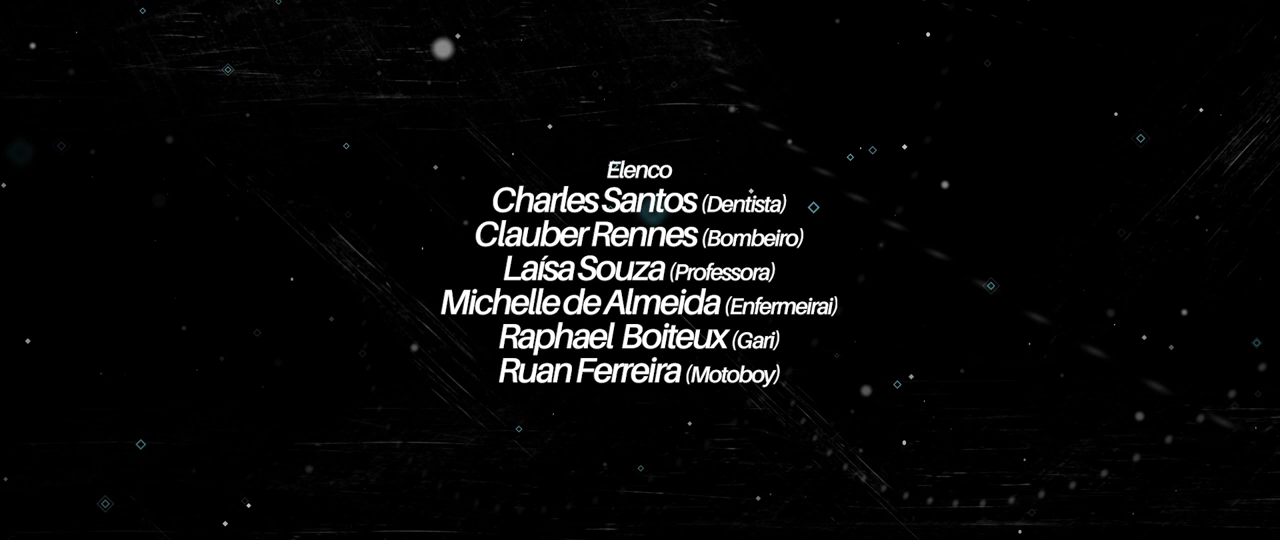 Elenco
Charles Santos (Dentista)
Clauber Rennes (Bombeiro)
Laísa Souza (Professora)
Michelle de Almeida (Enfermeirai)
Raphael Boiteux (Gari)
Ruan Ferreira (Motoboy)